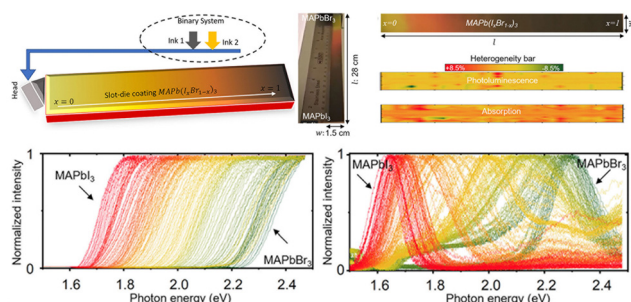 Binary System
Ink 1
Ink 2
Head
x = 0
Slot-die coating MAPb(IₓBr₁₋ₓ)₃
x = 1
MAPbBr₃
MAPbI₃
l: 28 cm
w: 1.5 cm
x=0
MAPb(IₓBr₁₋ₓ)₃
x=l
l
w
Heterogeneity bar
+8.5%
-8.5%
Photoluminescence
Absorption
Normalized intensity
1
0
MAPbI₃
MAPbBr₃
1.6 1.8 2.0 2.2 2.4
Photon energy (eV)
Normalized intensity
1
0
MAPbI₃
MAPbBr₃
1.6 1.8 2.0 2.2 2.4
Photon energy (eV)